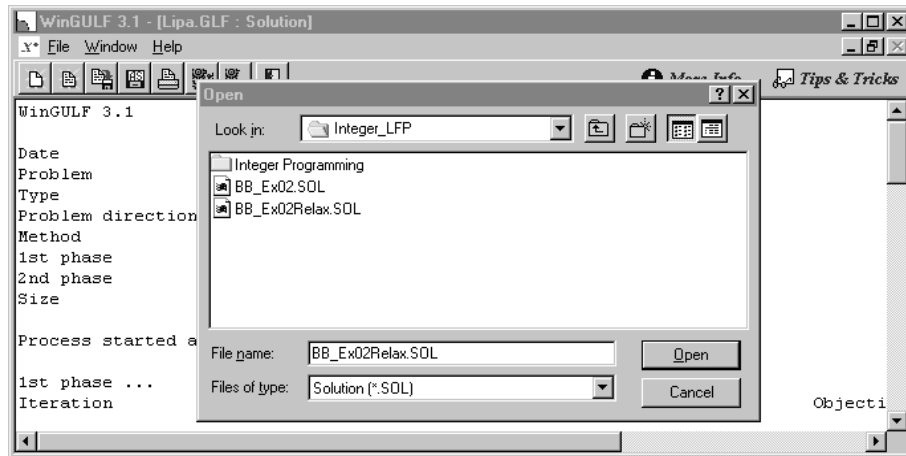 WinGULF 3.1 - [Lipa.GLF : Solution]
File Window Help
More Info Tips & Tricks
WinGULF 3.1
Date
Problem
Type
Problem direction
Method
1st phase
2nd phase
Size
Process started a
1st phase ...
Iteration Objecti
Open
Look in: Integer_LFP
Integer Programming
BB_Ex02.SOL
BB_Ex02Relax.SOL
File name: BB_Ex02Relax.SOL Open
Files of type: Solution (*.SOL) Cancel